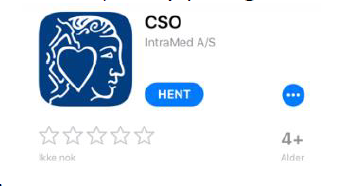 CSO
IntraMed A/S
HENT
4+
Ikke nok
Alder